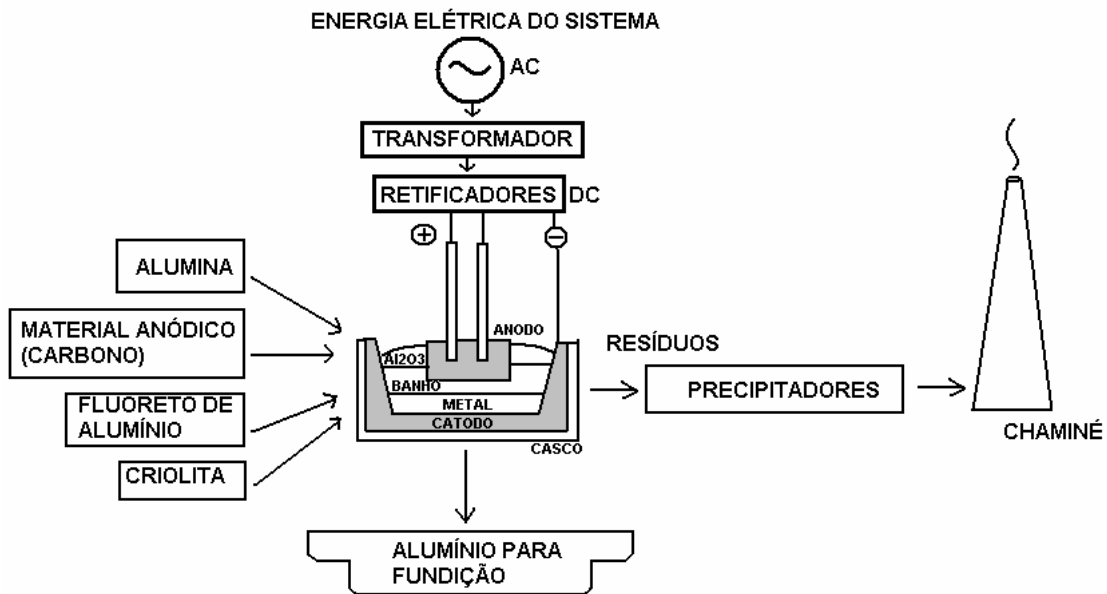 ENERGIA ELÉTRICA DO SISTEMA
AC
TRANSFORMADOR
RETIFICADORES
DC
+
−
ALUMINA
MATERIAL ANÓDICO
(CARBONO)
FLUORETO DE
ALUMÍNIO
CRIOLITA
ANODO
Al2O3
BANHO
METAL
CATODO
CASCO
RESÍDUOS
PRECIPITADORES
CHAMINÉ
ALUMÍNIO PARA
FUNDIÇÃO